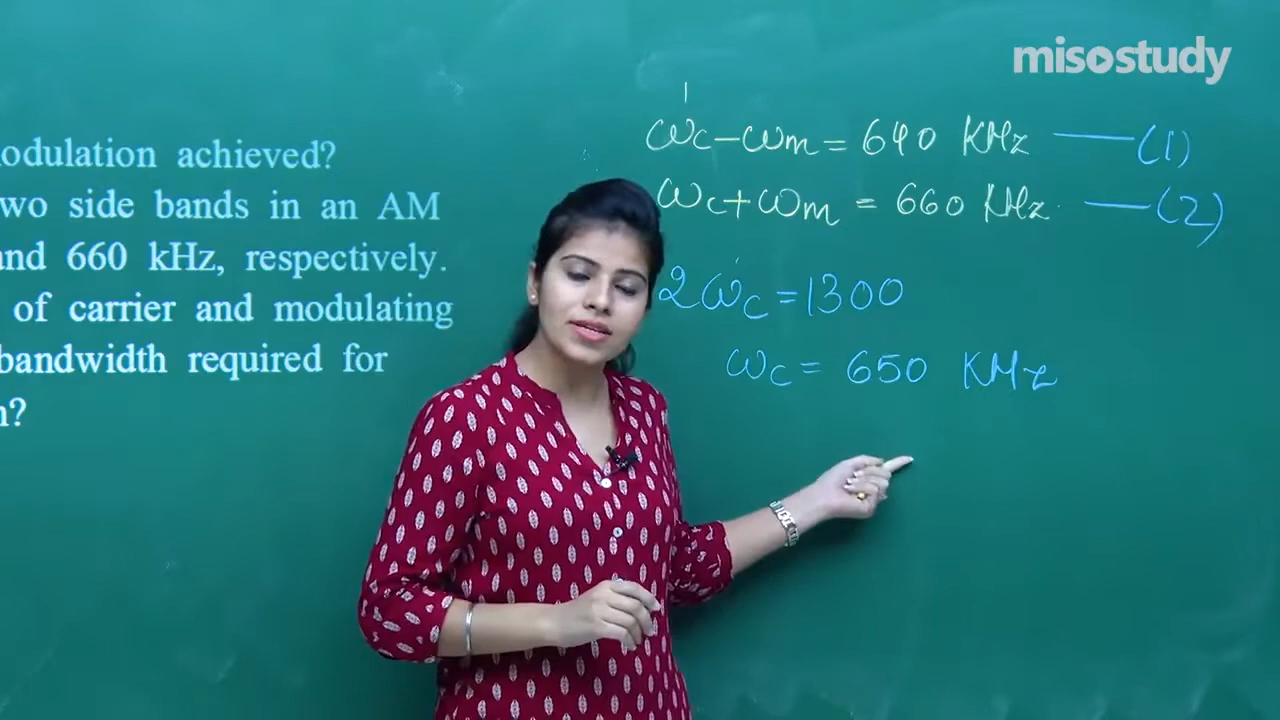 misostudy
odulation achieved?
wo side bands in an AM
nd 660 kHz, respectively.
of carrier and modulating
bandwidth required for
?
ωc-ωm = 640 KHz —— (1)
ωc+ωm = 660 KHz —— (2)
2ωc = 1300
ωc = 650 KHz